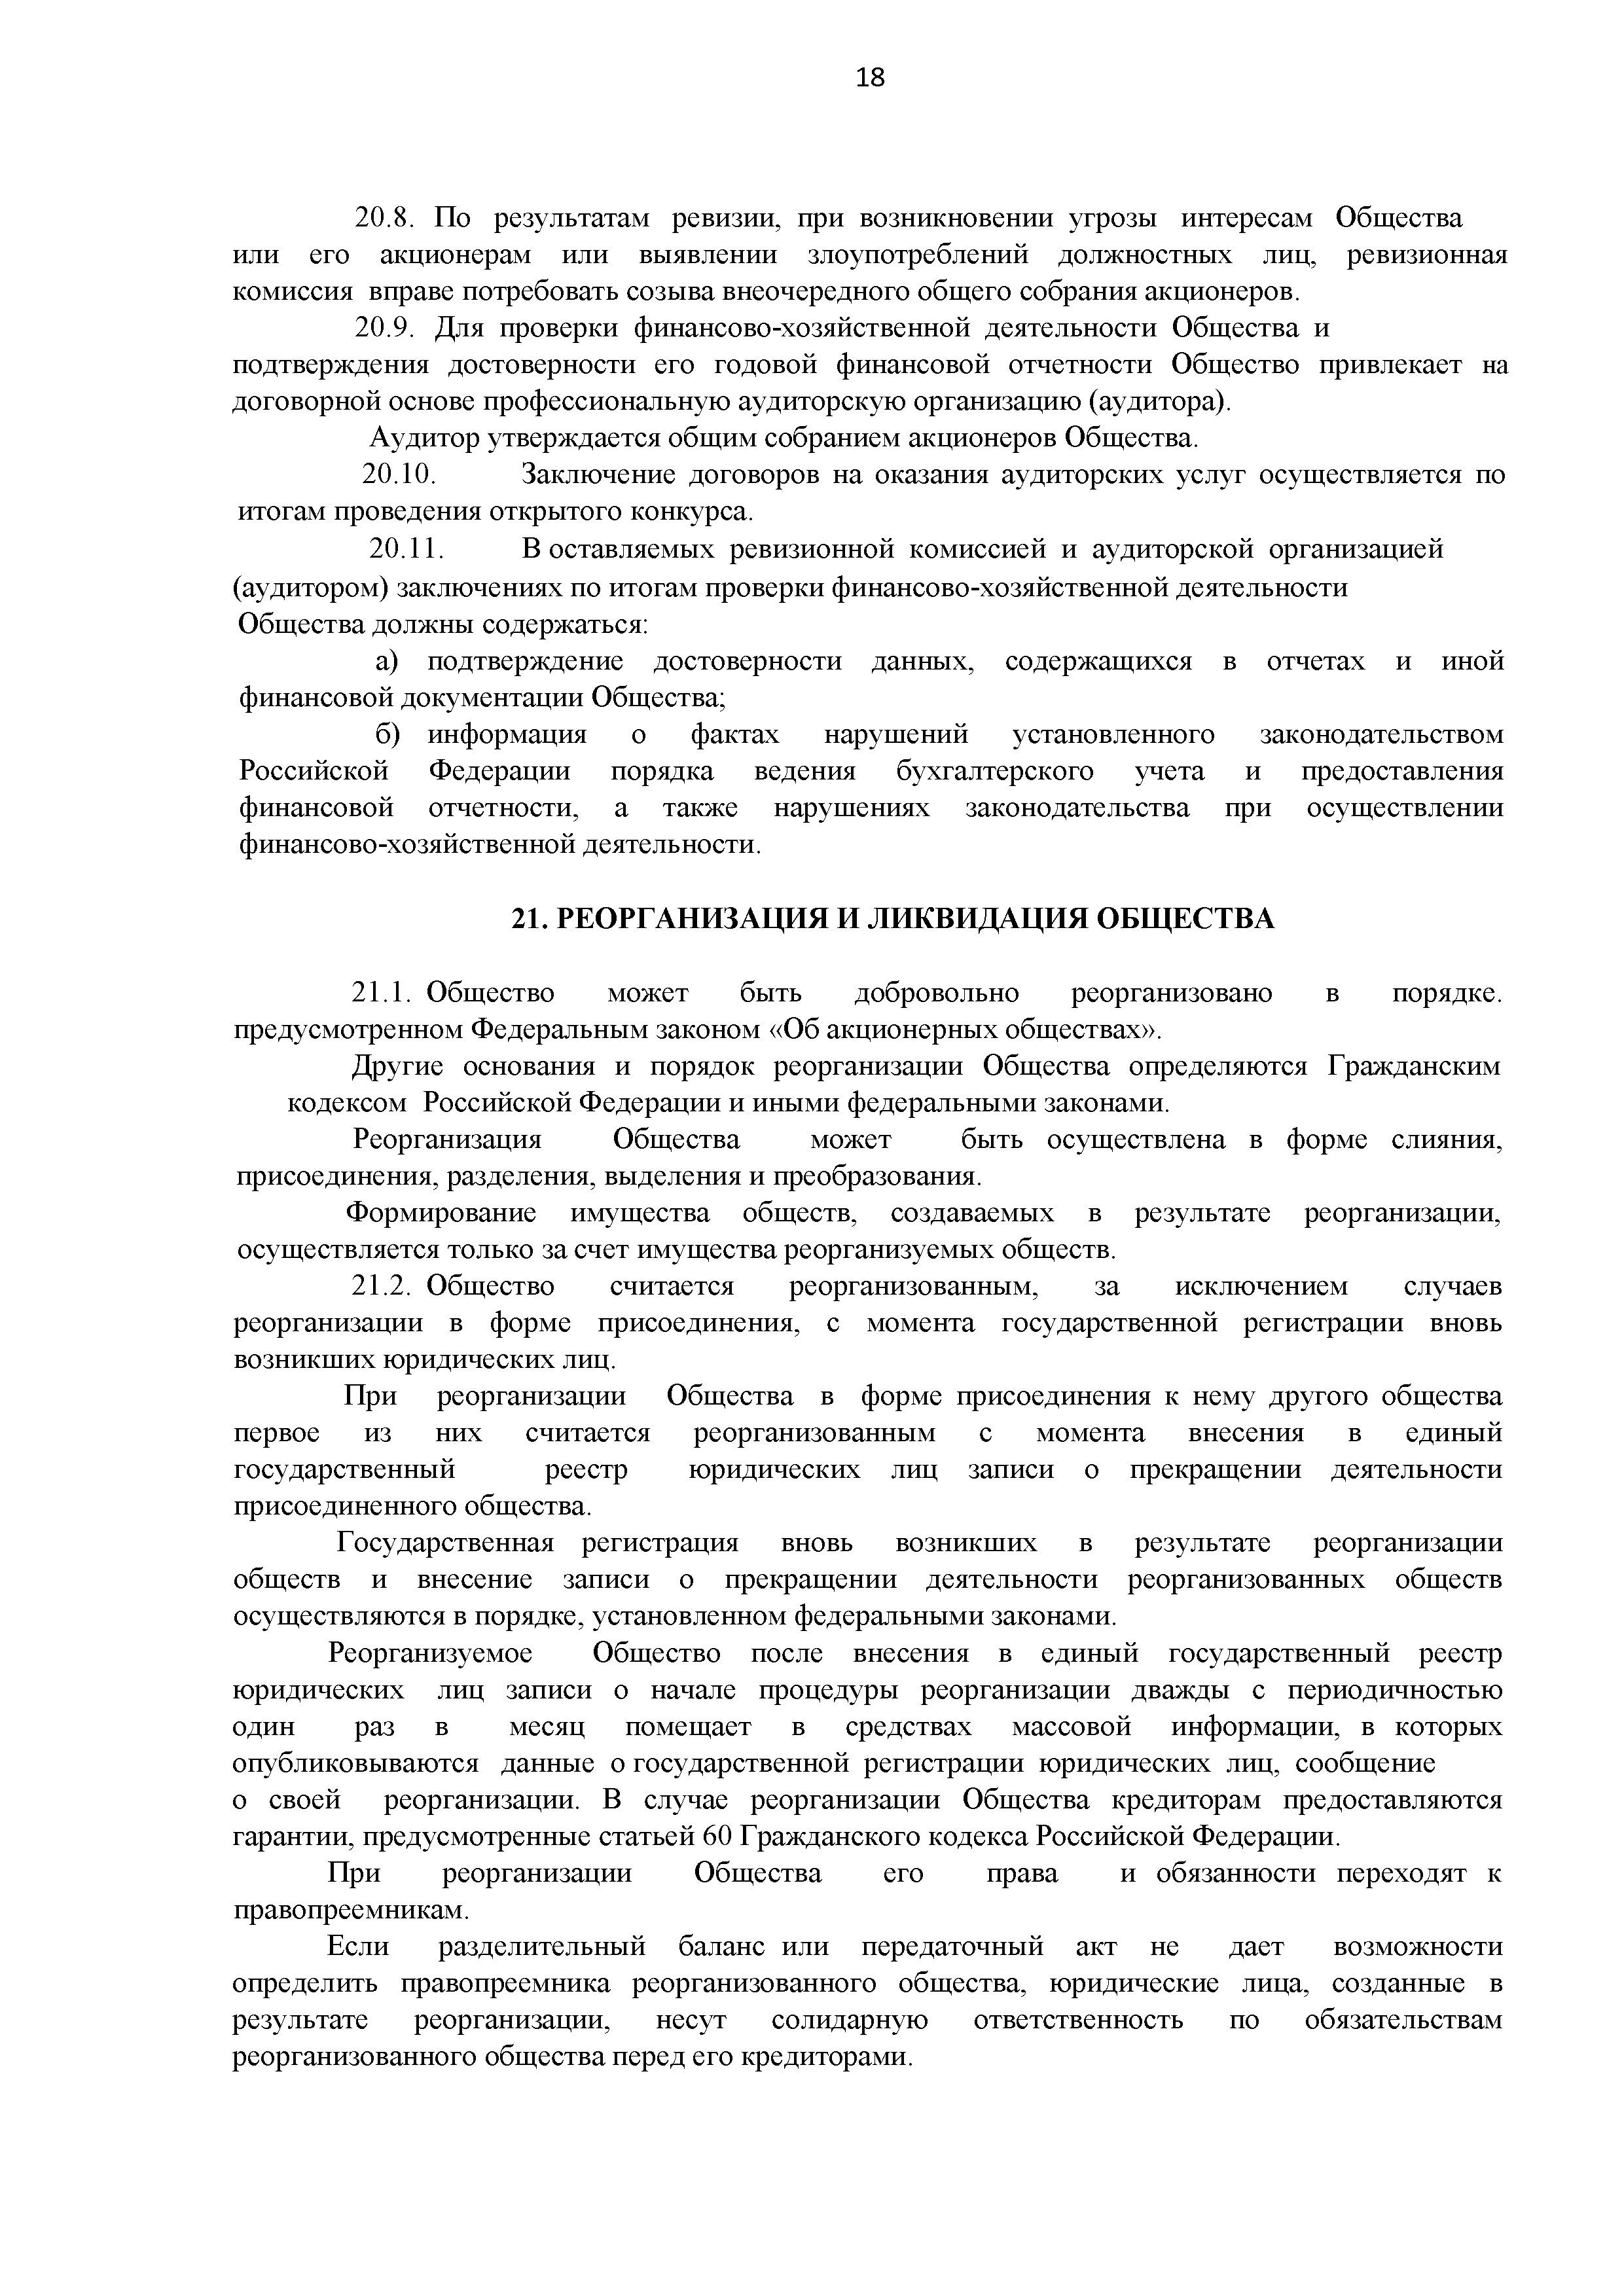 18
20.8. По результатам ревизии, при возникновении угрозы интересам Общества
или его акционерам или выявлении злоупотреблений должностных лиц, ревизионная
комиссия вправе потребовать созыва внеочередного общего собрания акционеров.
20.9. Для проверки финансово-хозяйственной деятельности Общества и
подтверждения достоверности его годовой финансовой отчетности Общество привлекает на
договорной основе профессиональную аудиторскую организацию (аудитора).
Аудитор утверждается общим собранием акционеров Общества.
20.10. Заключение договоров на оказания аудиторских услуг осуществляется по
итогам проведения открытого конкурса.
20.11. В оставляемых ревизионной комиссией и аудиторской организацией
(аудитором) заключениях по итогам проверки финансово-хозяйственной деятельности
Общества должны содержаться:
а) подтверждение достоверности данных, содержащихся в отчетах и иной
финансовой документации Общества;
б) информация о фактах нарушений установленного законодательством
Российской Федерации порядка ведения бухгалтерского учета и предоставления
финансовой отчетности, а также нарушениях законодательства при осуществлении
финансово-хозяйственной деятельности.
21. РЕОРГАНИЗАЦИЯ И ЛИКВИДАЦИЯ ОБЩЕСТВА
21.1. Общество может быть добровольно реорганизовано в порядке.
предусмотренном Федеральным законом «Об акционерных обществах».
Другие основания и порядок реорганизации Общества определяются Гражданским
кодексом Российской Федерации и иными федеральными законами.
Реорганизация Общества может быть осуществлена в форме слияния,
присоединения, разделения, выделения и преобразования.
Формирование имущества обществ, создаваемых в результате реорганизации,
осуществляется только за счет имущества реорганизуемых обществ.
21.2. Общество считается реорганизованным, за исключением случаев
реорганизации в форме присоединения, с момента государственной регистрации вновь
возникших юридических лиц.
При реорганизации Общества в форме присоединения к нему другого общества
первое из них считается реорганизованным с момента внесения в единый
государственный реестр юридических лиц записи о прекращении деятельности
присоединенного общества.
Государственная регистрация вновь возникших в результате реорганизации
обществ и внесение записи о прекращении деятельности реорганизованных обществ
осуществляются в порядке, установленном федеральными законами.
Реорганизуемое Общество после внесения в единый государственный реестр
юридических лиц записи о начале процедуры реорганизации дважды с периодичностью
один раз в месяц помещает в средствах массовой информации, в которых
опубликовываются данные о государственной регистрации юридических лиц, сообщение
о своей реорганизации. В случае реорганизации Общества кредиторам предоставляются
гарантии, предусмотренные статьей 60 Гражданского кодекса Российской Федерации.
При реорганизации Общества его права и обязанности переходят к
правопреемникам.
Если разделительный баланс или передаточный акт не дает возможности
определить правопреемника реорганизованного общества, юридические лица, созданные в
результате реорганизации, несут солидарную ответственность по обязательствам
реорганизованного общества перед его кредиторами.